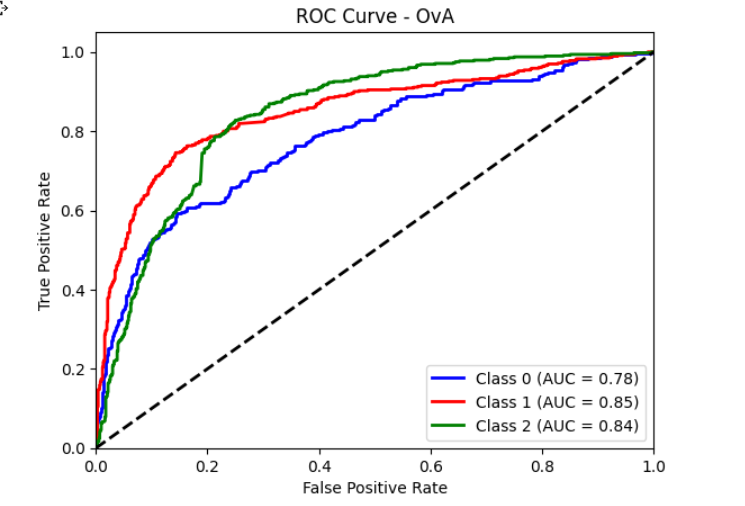 ROC Curve - OvA
True Positive Rate
1.0
0.8
0.6
0.4
0.2
0.0
0.0 0.2 0.4 0.6 0.8 1.0
False Positive Rate
Class 0 (AUC = 0.78)
Class 1 (AUC = 0.85)
Class 2 (AUC = 0.84)